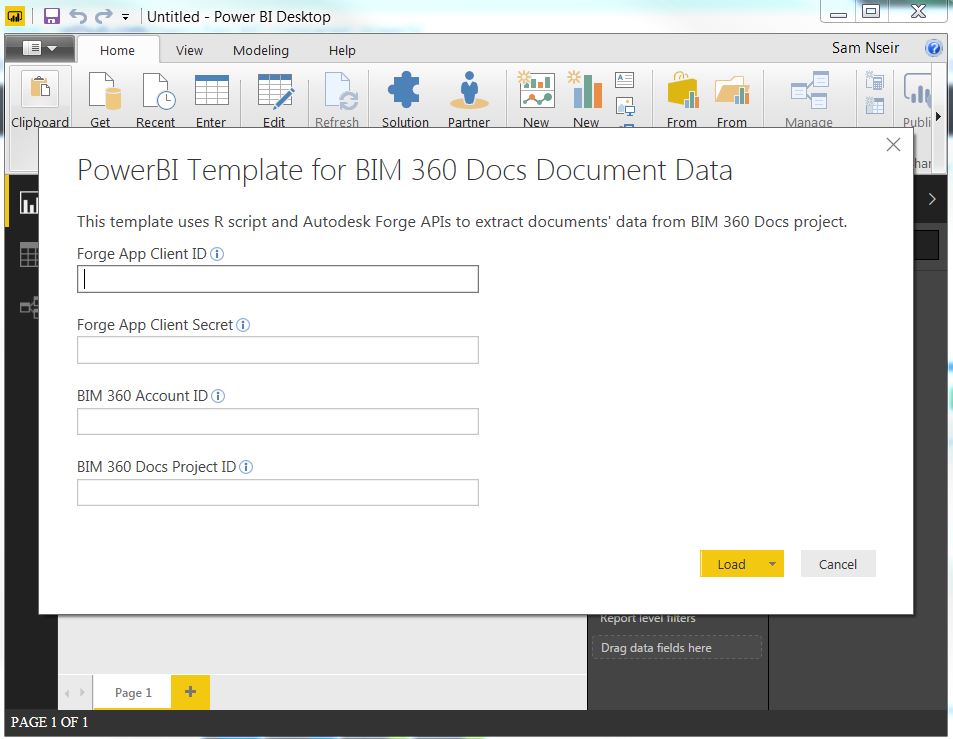 Untitled - Power BI Desktop
Home View Modeling Help Sam Nseir
Clipboard Get Recent Enter Edit Refresh Solution Partner New New From From Manage
PowerBI Template for BIM 360 Docs Document Data
This template uses R script and Autodesk Forge APIs to extract documents' data from BIM 360 Docs project.
Forge App Client ID
Forge App Client Secret
BIM 360 Account ID
BIM 360 Docs Project ID
Load Cancel
Report level filters
Drag data fields here
Page 1 +
PAGE 1 OF 1